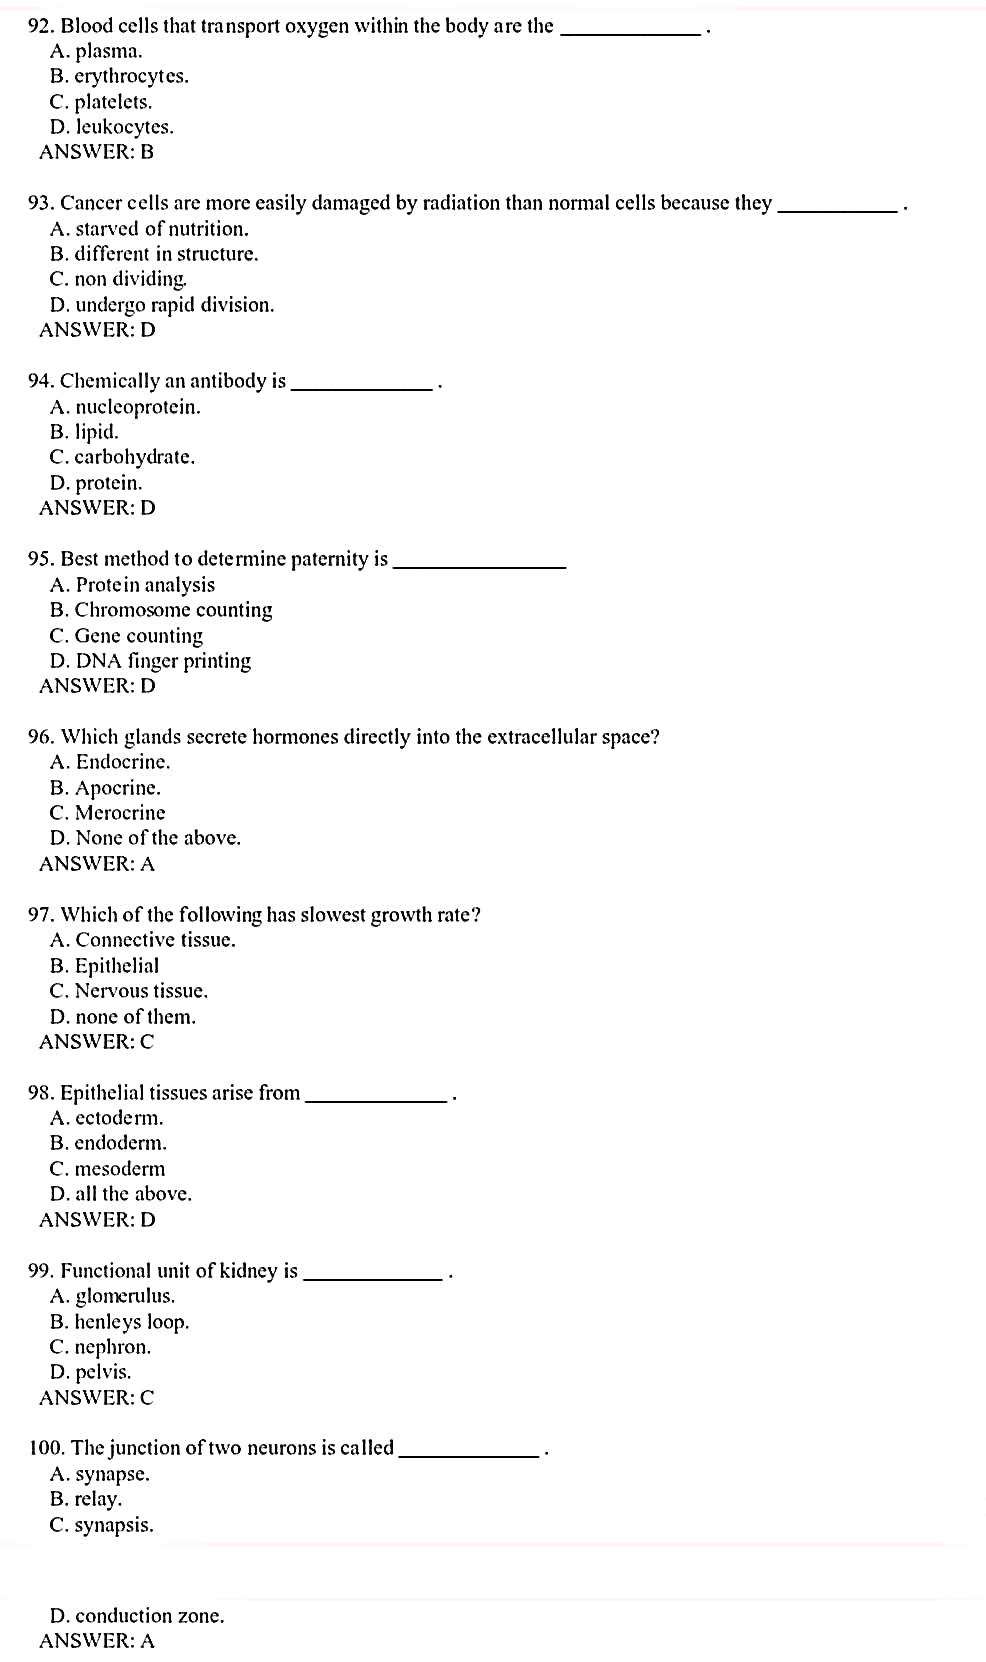 92. Blood cells that transport oxygen within the body are the ____________ .
A. plasma.
B. erythrocytes.
C. platelets.
D. leukocytes.
ANSWER: B
93. Cancer cells are more easily damaged by radiation than normal cells because they __________ .
A. starved of nutrition.
B. different in structure.
C. non dividing.
D. undergo rapid division.
ANSWER: D
94. Chemically an antibody is ____________ .
A. nucleoprotein.
B. lipid.
C. carbohydrate.
D. protein.
ANSWER: D
95. Best method to determine paternity is _______________
A. Protein analysis
B. Chromosome counting
C. Gene counting
D. DNA finger printing
ANSWER: D
96. Which glands secrete hormones directly into the extracellular space?
A. Endocrine.
B. Apocrine.
C. Merocrine
D. None of the above.
ANSWER: A
97. Which of the following has slowest growth rate?
A. Connective tissue.
B. Epithelial
C. Nervous tissue.
D. none of them.
ANSWER: C
98. Epithelial tissues arise from ____________ .
A. ectoderm.
B. endoderm.
C. mesoderm
D. all the above.
ANSWER: D
99. Functional unit of kidney is ____________ .
A. glomerulus.
B. henleys loop.
C. nephron.
D. pelvis.
ANSWER: C
100. The junction of two neurons is called ____________ .
A. synapse.
B. relay.
C. synapsis.
D. conduction zone.
ANSWER: A